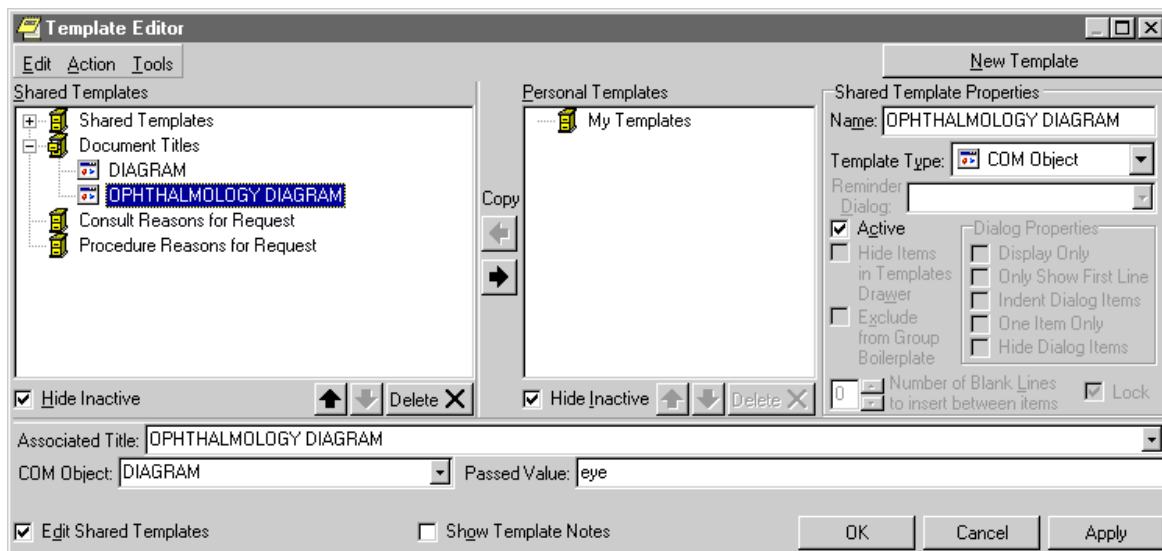 Template Editor
Edit Action Tools
New Template
Shared Templates
Shared Templates
Document Titles
DIAGRAM
OPHTHALMOLOGY DIAGRAM
Consult Reasons for Request
Procedure Reasons for Request
Hide Inactive
Delete
Copy
Personal Templates
My Templates
Hide Inactive
Delete
Shared Template Properties
Name: OPHTHALMOLOGY DIAGRAM
Template Type: COM Object
Reminder
Dialog:
Active
Hide Items
in Templates
Drawer
Exclude
from Group
Boilerplate
Dialog Properties
Display Only
Only Show First Line
Indent Dialog Items
One Item Only
Hide Dialog Items
0 Number of Blank Lines
to insert between items
Lock
Associated Title: OPHTHALMOLOGY DIAGRAM
COM Object: DIAGRAM Passed Value: eye
Edit Shared Templates
Show Template Notes
OK Cancel Apply